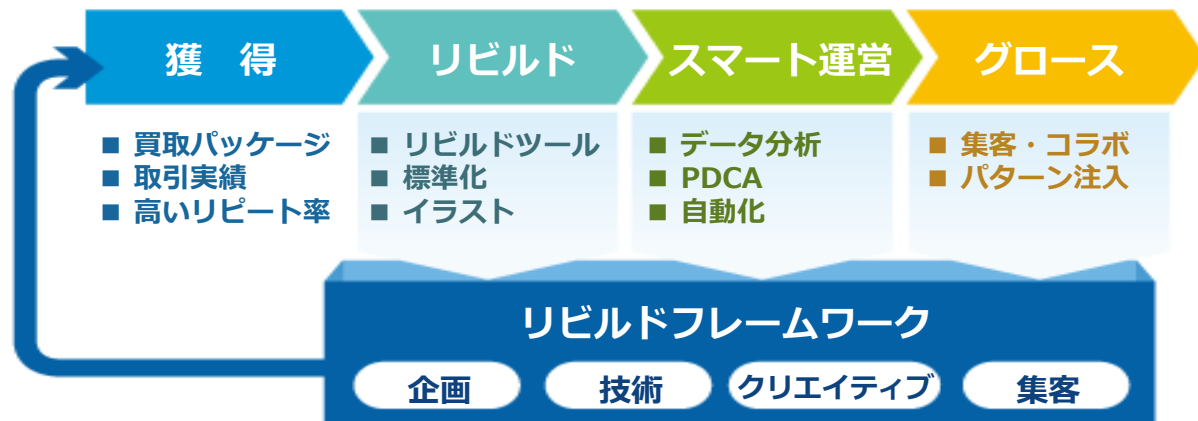 獲 得
リビルド
スマート運営
グロース
■ 買取パッケージ
■ 取引実績
■ 高いリピート率
■ リビルドツール
■ 標準化
■ イラスト
■ データ分析
■ PDCA
■ 自動化
■ 集客・コラボ
■ パターン注入
リビルドフレームワーク
企画
技術
クリエイティブ
集客